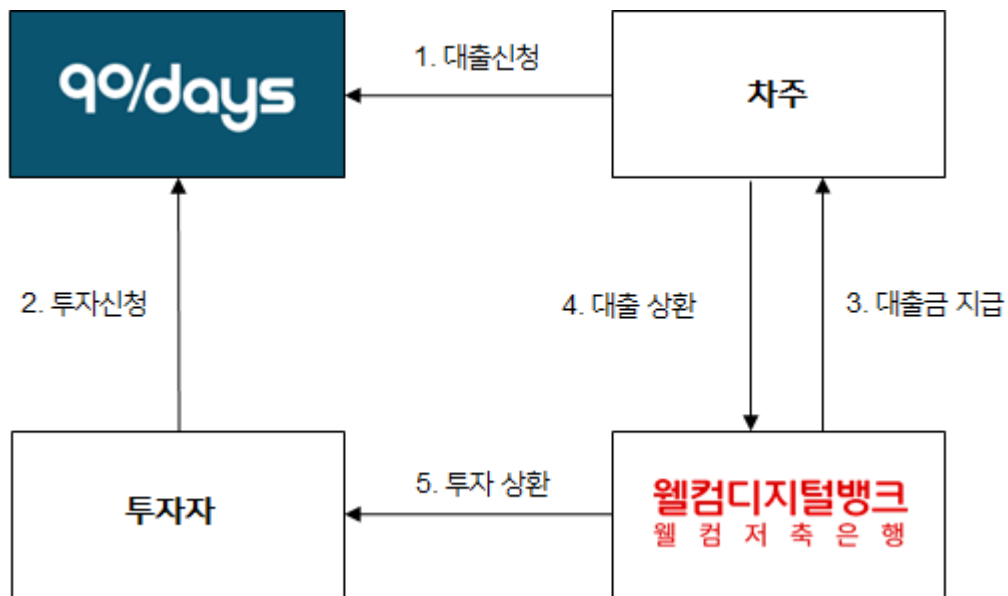 90/days
1. 대출신청
차주
2. 투자신청
4. 대출 상환
3. 대출금 지급
투자자
5. 투자 상환
웰컴디지털뱅크
웰 컴 저 축 은 행